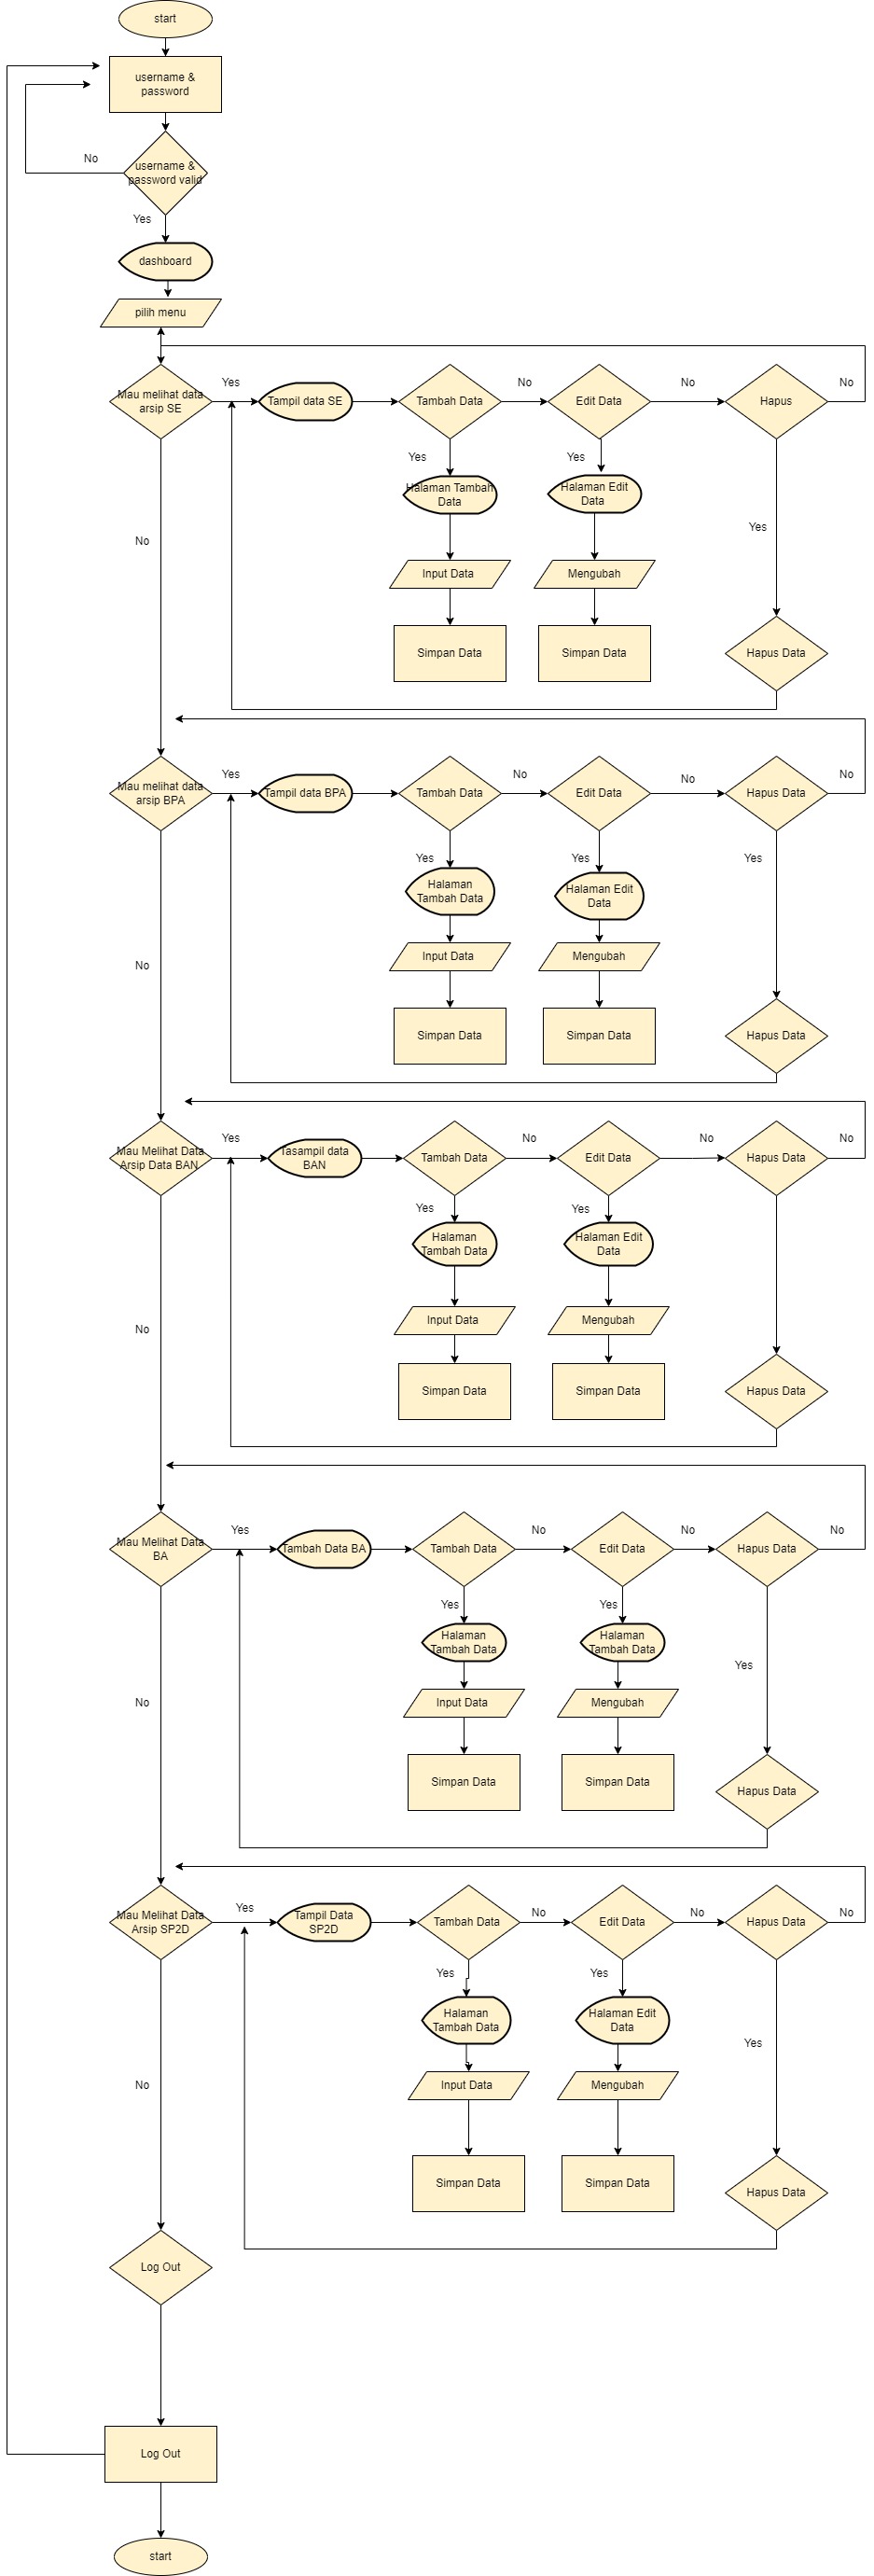 start
username &
password
No
username &
password valid
Yes
dashboard
pilih menu
Mau melihat data
arsip SE
Yes
Tampil data SE
Tambah Data
No
Edit Data
No
Hapus
No
Yes
Halaman Tambah
Data
Yes
Halaman Edit
Data
Yes
No
Input Data
Mengubah
Simpan Data
Simpan Data
Hapus Data
Mau melihat data
arsip BPA
Yes
Tampil data BPA
Tambah Data
No
Edit Data
No
Hapus Data
No
Yes
Halaman
Tambah Data
Yes
Halaman Edit
Data
Yes
No
Input Data
Mengubah
Simpan Data
Simpan Data
Hapus Data
Mau Melihat Data
Arsip Data BAN
Yes
Tasampil data
BAN
Tambah Data
No
Edit Data
No
Hapus Data
No
Yes
Halaman
Tambah Data
Yes
Halaman Edit
Data
No
Input Data
Mengubah
Simpan Data
Simpan Data
Hapus Data
Mau Melihat Data
BA
Yes
Tambah Data BA
Tambah Data
No
Edit Data
No
Hapus Data
No
Yes
Halaman
Tambah Data
Yes
Halaman
Tambah Data
Yes
No
Input Data
Mengubah
Simpan Data
Simpan Data
Hapus Data
Mau Melihat Data
Arsip SP2D
Yes
Tampil Data
SP2D
Tambah Data
No
Edit Data
No
Hapus Data
No
Yes
Halaman
Tambah Data
Yes
Halaman Edit
Data
Yes
No
Input Data
Mengubah
Simpan Data
Simpan Data
Hapus Data
Log Out
Log Out
start